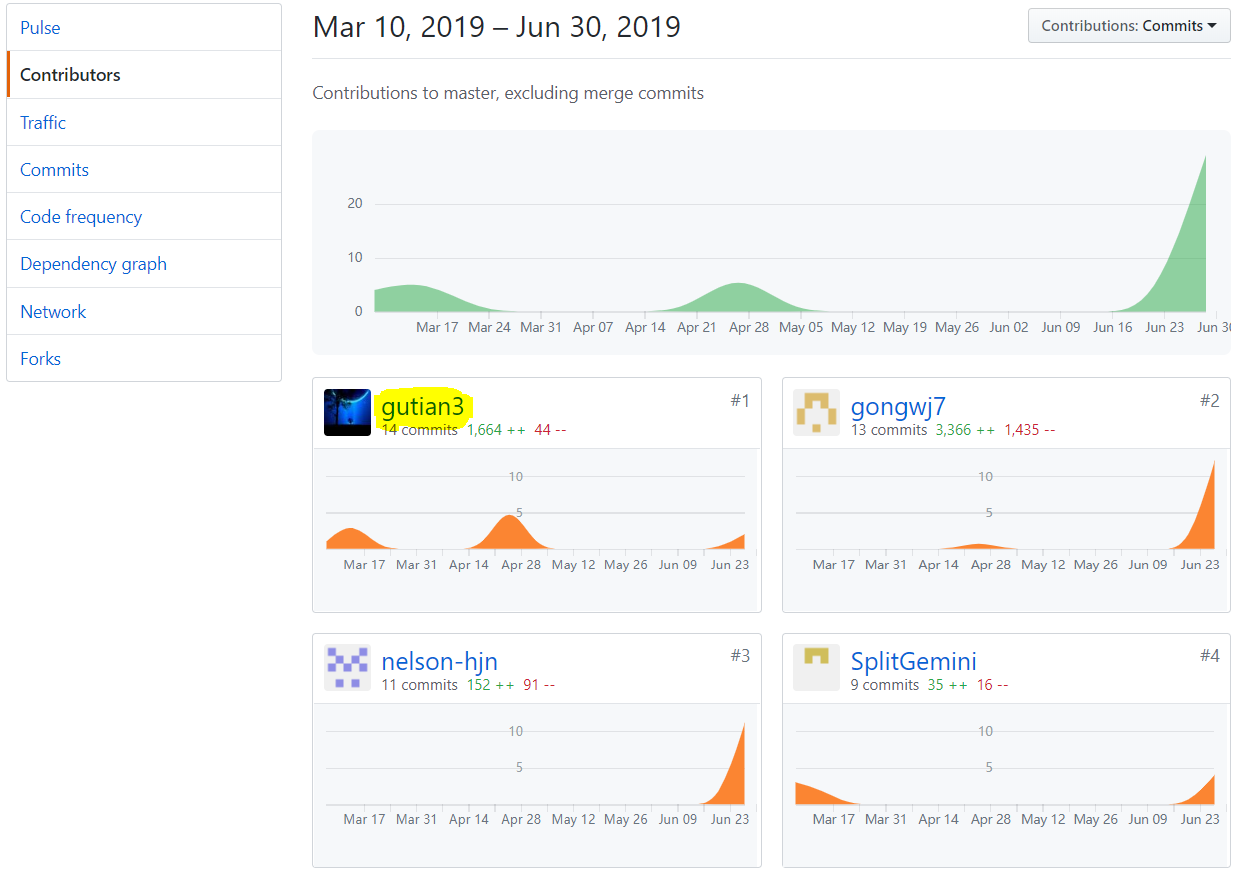 Pulse
Contributors
Traffic
Commits
Code frequency
Dependency graph
Network
Forks
Mar 10, 2019 – Jun 30, 2019
Contributions: Commits
Contributions to master, excluding merge commits
20
10
0
Mar 17 Mar 24 Mar 31 Apr 07 Apr 14 Apr 21 Apr 28 May 05 May 12 May 19 May 26 Jun 02 Jun 09 Jun 16 Jun 23 Jun 30
gutian3 #1
14 commits 1,664 ++ 44 --
10
5
Mar 17 Mar 31 Apr 14 Apr 28 May 12 May 26 Jun 09 Jun 23
gongwj7 #2
13 commits 3,366 ++ 1,435 --
10
5
Mar 17 Mar 31 Apr 14 Apr 28 May 12 May 26 Jun 09 Jun 23
nelson-hjn #3
11 commits 152 ++ 91 --
10
5
Mar 17 Mar 31 Apr 14 Apr 28 May 12 May 26 Jun 09 Jun 23
SplitGemini #4
9 commits 35 ++ 16 --
10
5
Mar 17 Mar 31 Apr 14 Apr 28 May 12 May 26 Jun 09 Jun 23